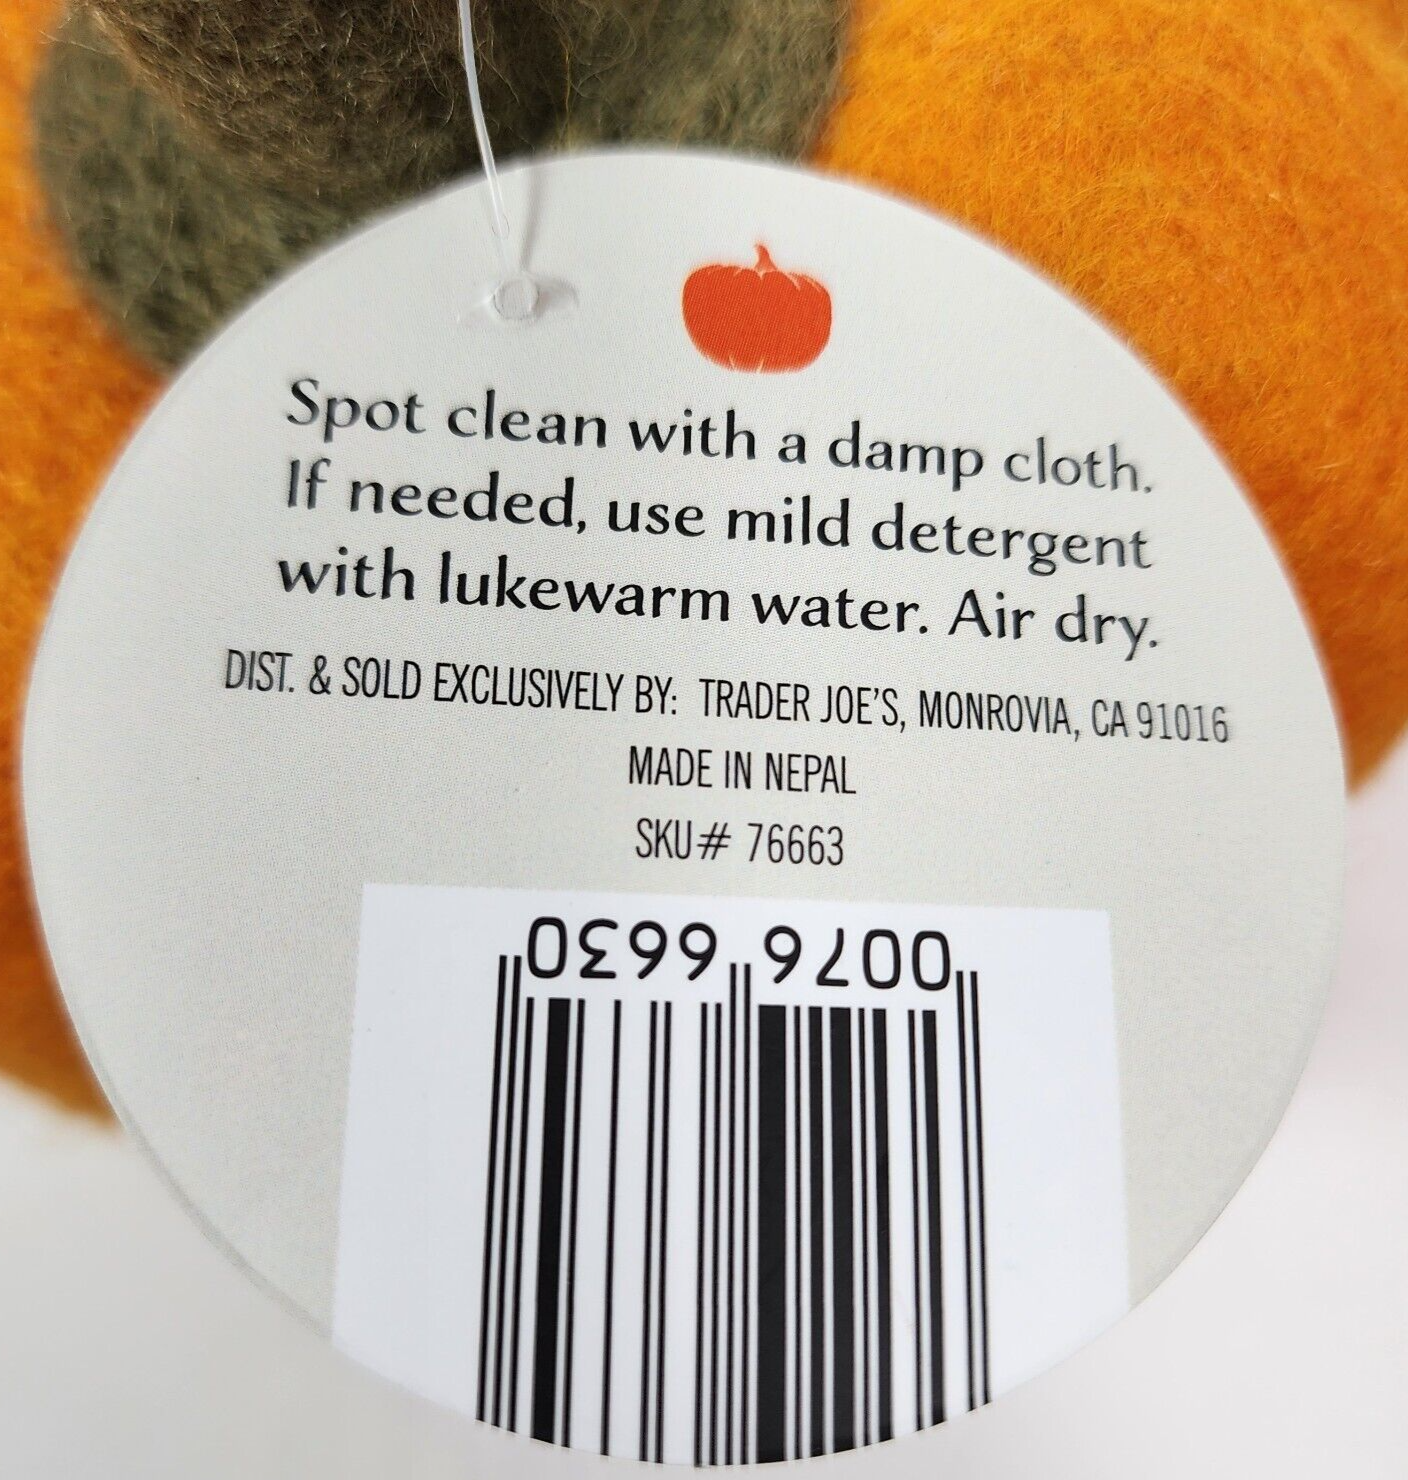 Spot clean with a damp cloth.
If needed, use mild detergent
with lukewarm water. Air dry.
DIST. & SOLD EXCLUSIVELY BY: TRADER JOE'S, MONROVIA, CA 91016
MADE IN NEPAL
SKU# 76663
0076 6630